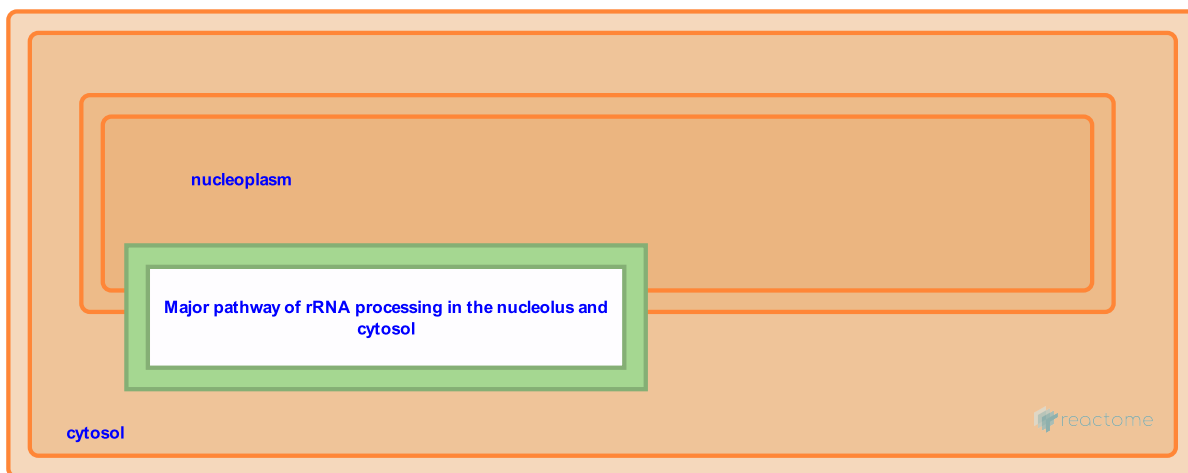 nucleoplasm
Major pathway of rRNA processing in the nucleolus and
cytosol
cytosol
reactome